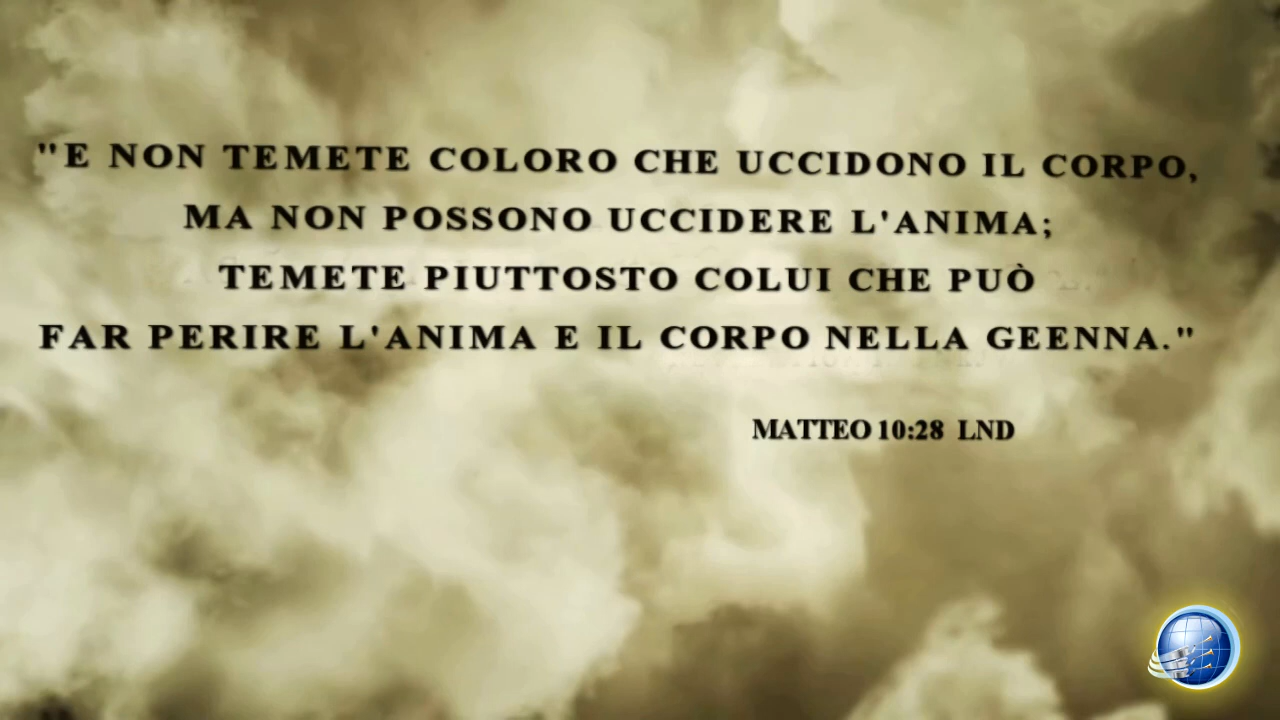 "E NON TEMETE COLORO CHE UCCIDONO IL CORPO,
MA NON POSSONO UCCIDERE L'ANIMA;
TEMETE PIUTTOSTO COLUI CHE PUÒ
FAR PERIRE L'ANIMA E IL CORPO NELLA GEENNA."
MATTEO 10:28 LND